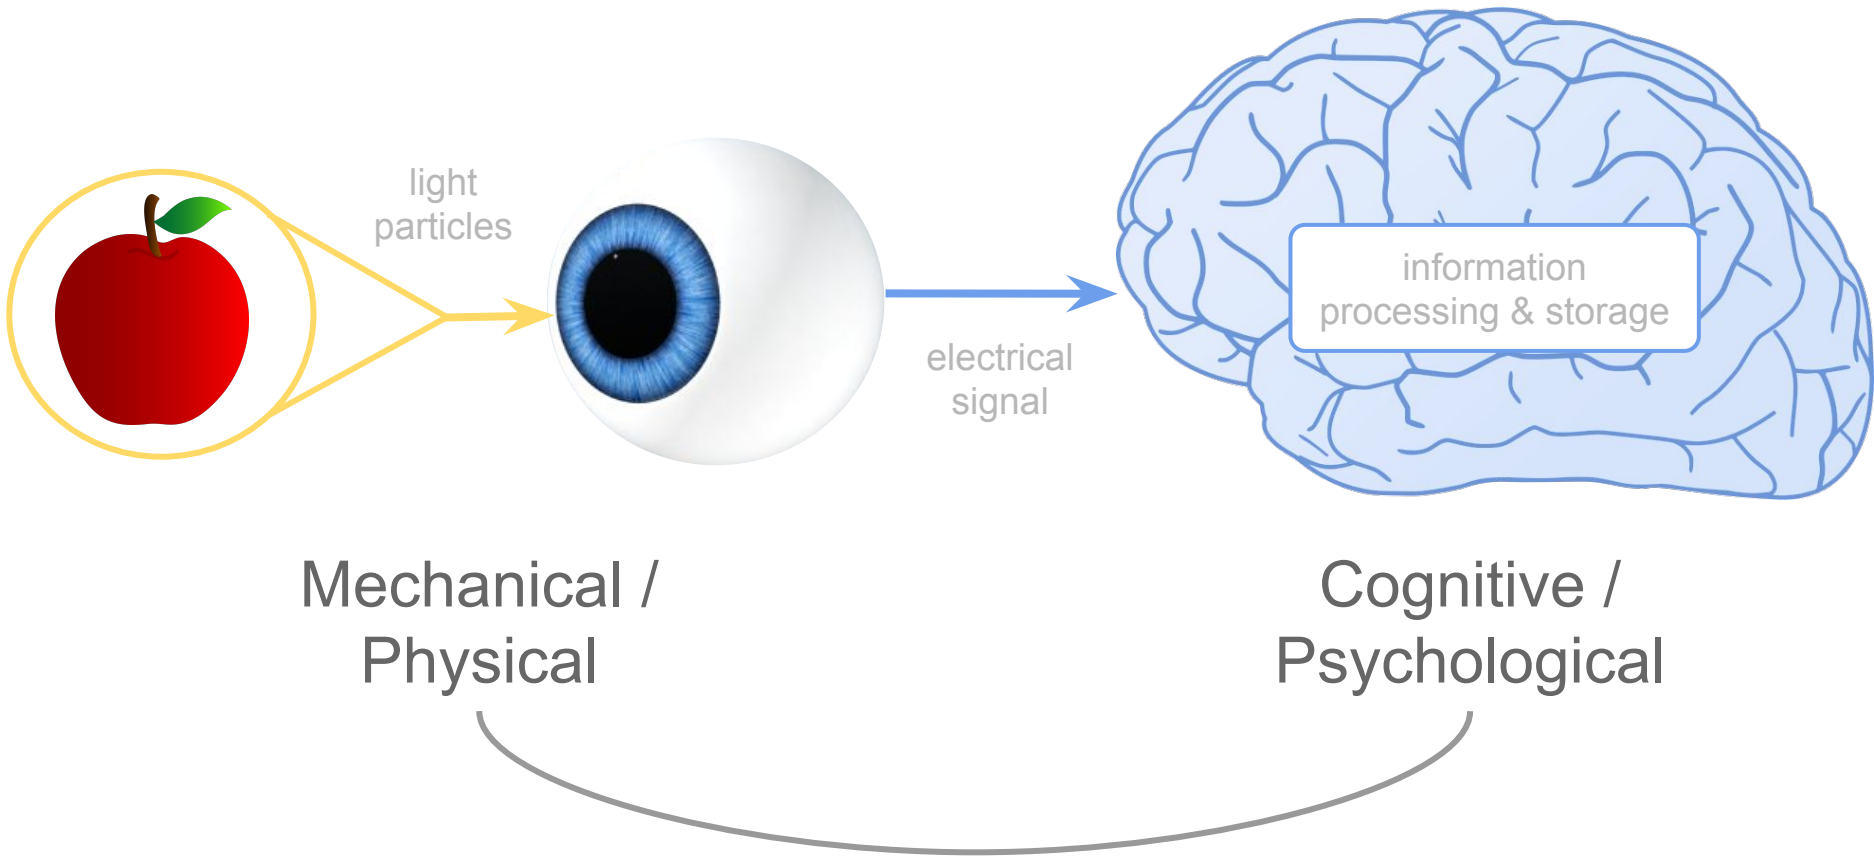 light
particles
electrical
signal
information
processing & storage
Mechanical /
Physical
Cognitive /
Psychological